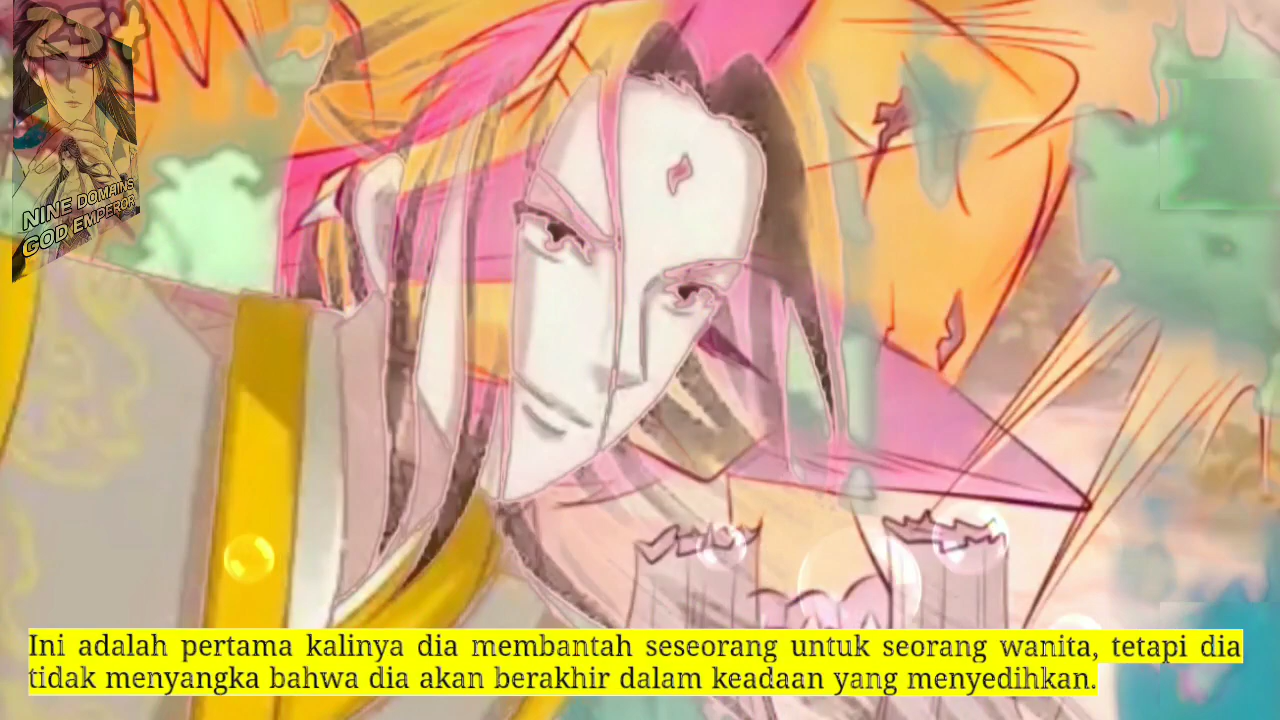 NINE DOMAINS
GOD EMPEROR
Ini adalah pertama kalinya dia membantah seseorang untuk seorang wanita, tetapi dia
tidak menyangka bahwa dia akan berakhir dalam keadaan yang menyedihkan.